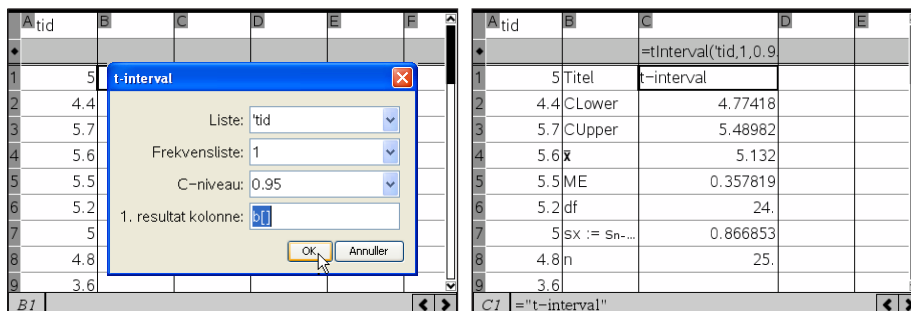 A tid B C D E F
◆
1 5
2 4.4
3 5.7
4 5.6
5 5.5
6 5.2
7 5
8 4.8
9 3.6
B1
t-interval
Liste: 'tid
Frekvensliste: 1
C-niveau: 0.95
1. resultat kolonne: b[]
OK Annuller
A tid B C D E
◆ =tInterval('tid,1,0.9
1 5 Titel t-interval
2 4.4 CLower 4.77418
3 5.7 CUpper 5.48982
4 5.6 x̄ 5.132
5 5.5 ME 0.357819
6 5.2 df 24.
7 5 sx := sn-... 0.866853
8 4.8 n 25.
9 3.6
C1 ="t-interval"